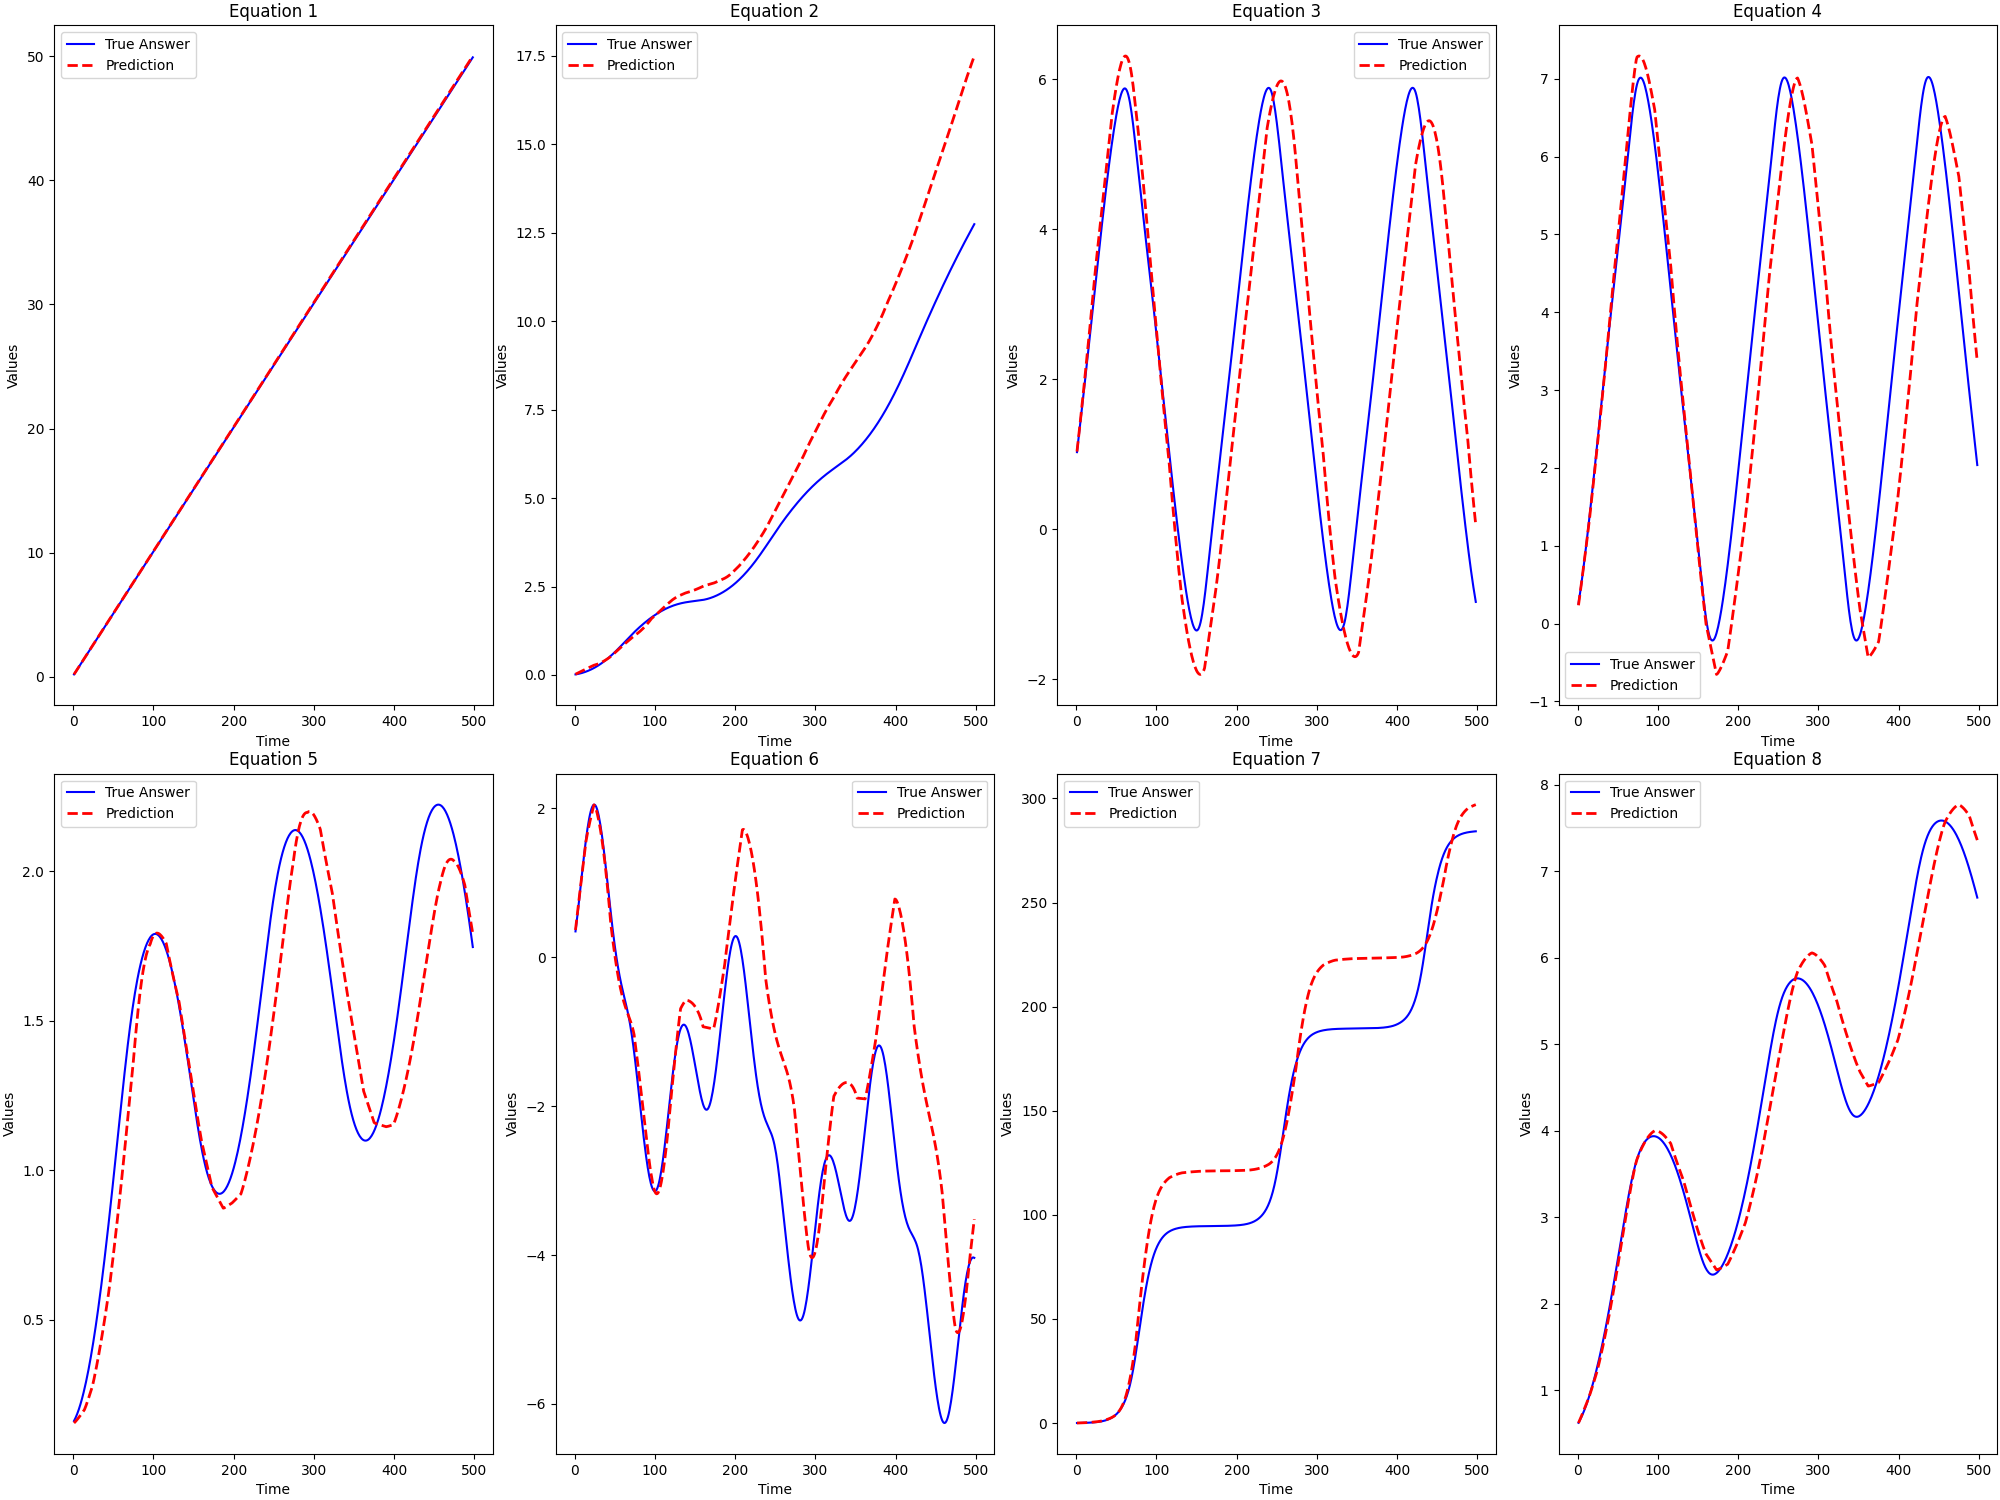 Equation 1
True Answer
Prediction
Values
50
40
30
20
10
0
0 100 200 300 400 500
Time
Equation 2
True Answer
Prediction
Values
17.5
15.0
12.5
10.0
7.5
5.0
2.5
0.0
0 100 200 300 400 500
Time
Equation 3
True Answer
Prediction
Values
6
4
2
0
−2
0 100 200 300 400 500
Time
Equation 4
Values
7
6
5
4
3
2
1
0
−1
True Answer
Prediction
0 100 200 300 400 500
Time
Equation 5
True Answer
Prediction
Values
2.0
1.5
1.0
0.5
0 100 200 300 400 500
Time
Equation 6
True Answer
Prediction
Values
2
0
−2
−4
−6
0 100 200 300 400 500
Time
Equation 7
True Answer
Prediction
Values
300
250
200
150
100
50
0
0 100 200 300 400 500
Time
Equation 8
True Answer
Prediction
Values
8
7
6
5
4
3
2
1
0 100 200 300 400 500
Time